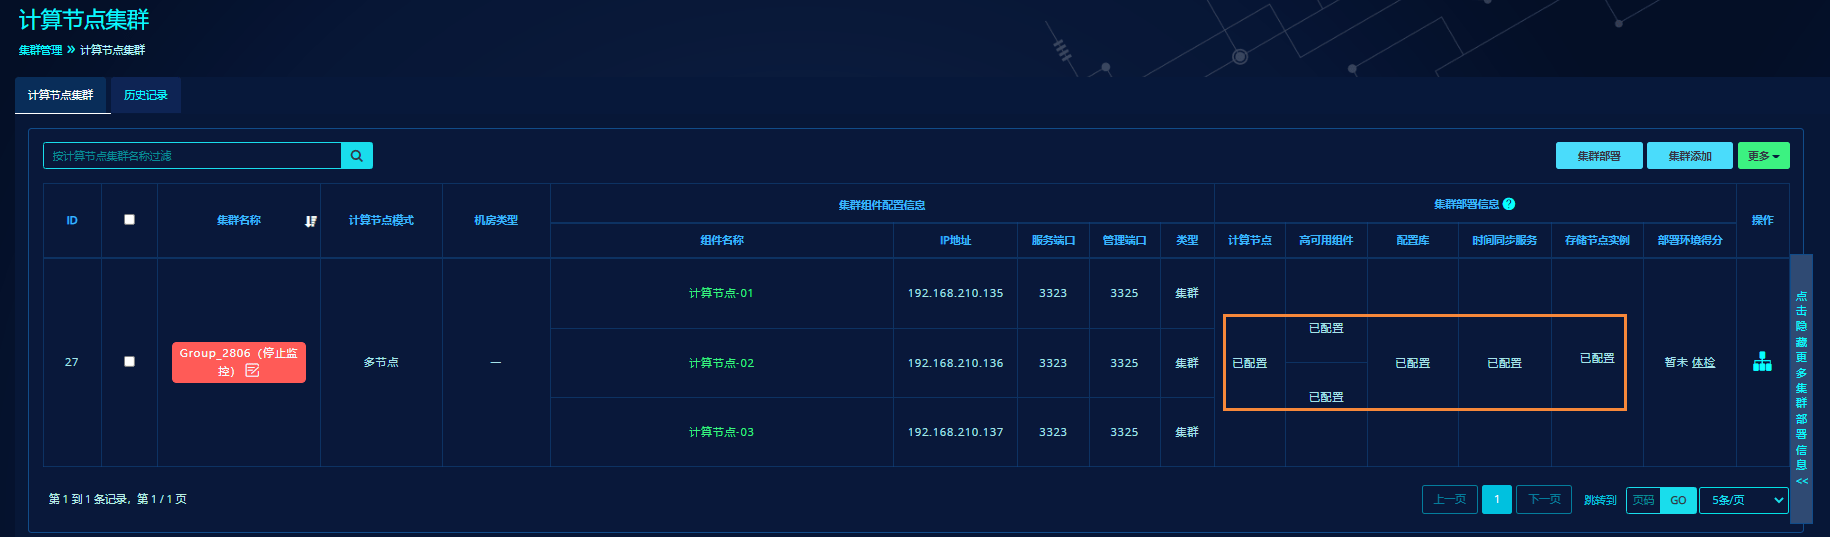 计算节点集群
集群管理 » 计算节点集群
计算节点集群 历史记录
按计算节点集群名称过滤
集群部署 集群添加 更多
ID 集群名称 计算节点模式 机房类型 集群组件配置信息 集群部署信息 ? 操作
组件名称 IP地址 服务端口 管理端口 类型 计算节点 高可用组件 配置库 时间同步服务 存储节点实例 部署环境得分
计算节点-01 192.168.210.135 3323 3325 集群
27 Group_2806（停止监
控） 多节点 — 计算节点-02 192.168.210.136 3323 3325 集群
已配置 已配置 已配置 已配置 已配置 已配置 暂未 体检
计算节点-03 192.168.210.137 3323 3325 集群
点击隐藏更多集群部署信息 <<
第 1 到 1 条记录，第 1 / 1 页
上一页 1 下一页 跳转到 页码 GO 5条/页